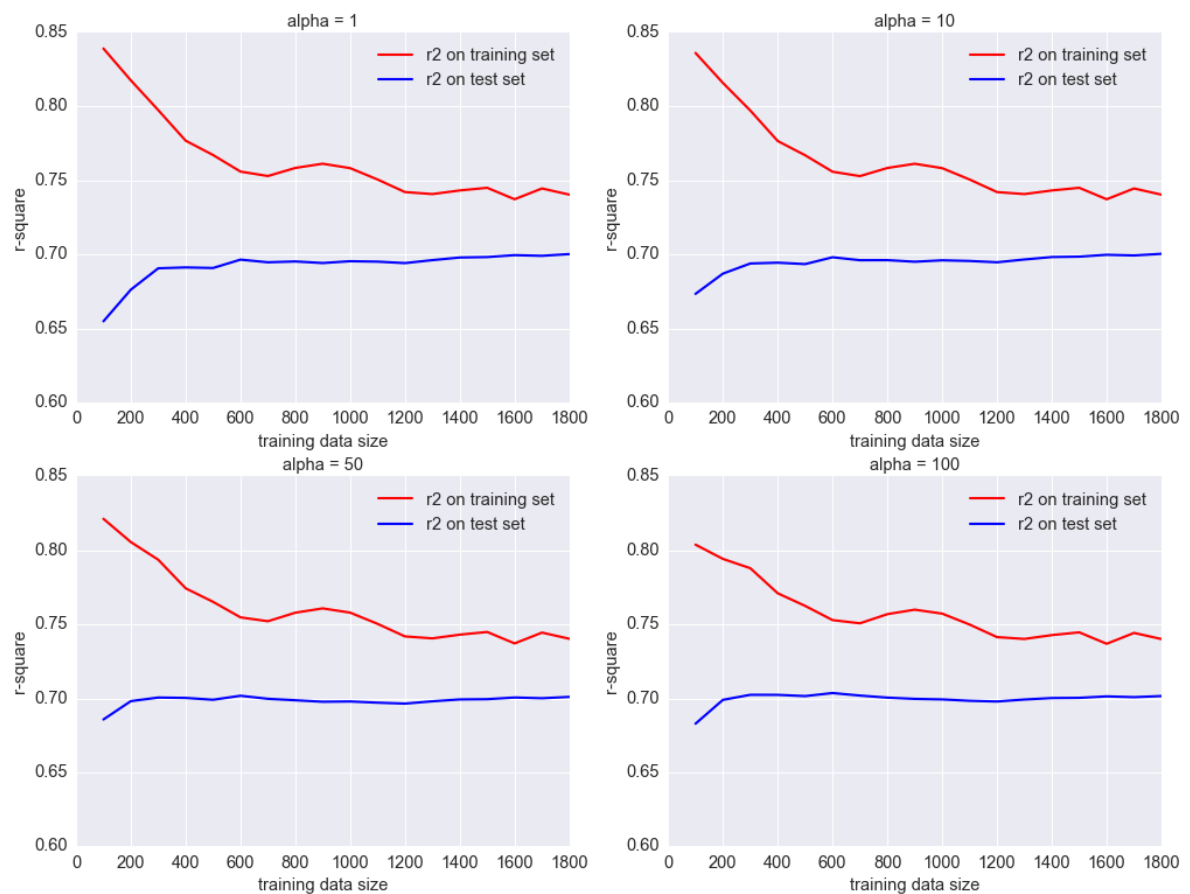 alpha = 1
0.85
0.80
0.75
0.70
0.65
0.60
r-square
r2 on training set
r2 on test set
0 200 400 600 800 1000 1200 1400 1600 1800
training data size
alpha = 10
0.85
0.80
0.75
0.70
0.65
0.60
r-square
r2 on training set
r2 on test set
0 200 400 600 800 1000 1200 1400 1600 1800
training data size
alpha = 50
0.85
0.80
0.75
0.70
0.65
0.60
r-square
r2 on training set
r2 on test set
0 200 400 600 800 1000 1200 1400 1600 1800
training data size
alpha = 100
0.85
0.80
0.75
0.70
0.65
0.60
r-square
r2 on training set
r2 on test set
0 200 400 600 800 1000 1200 1400 1600 1800
training data size